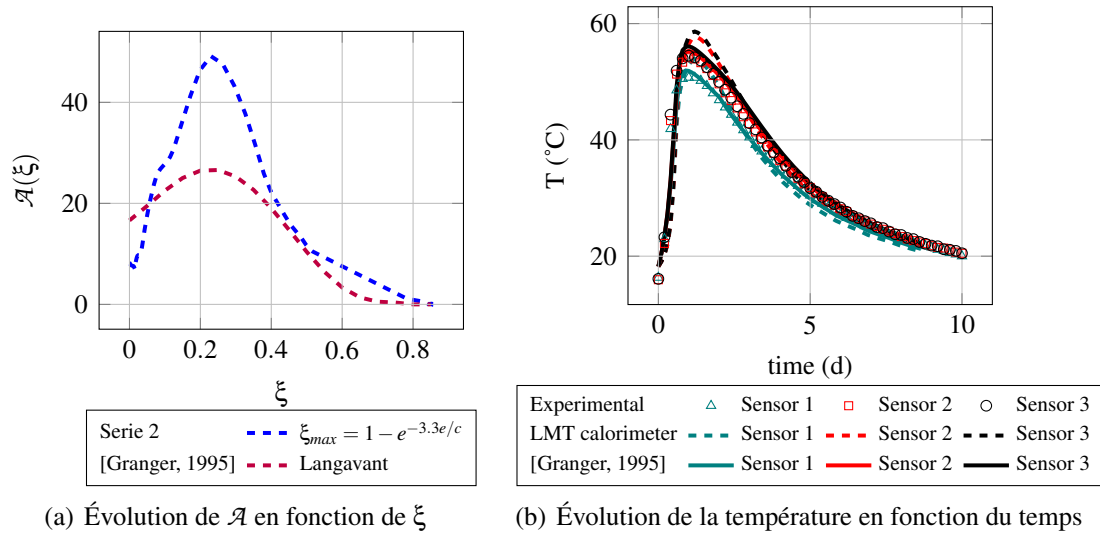 40
20
0
0
0.2
0.4
0.6
0.8
𝒜(ξ)
ξ
Serie 2 ξmax = 1 − e^−3.3e/c
[Granger, 1995] Langavant
(a) Évolution de 𝒜 en fonction de ξ
60
40
20
0
5
10
T (°C)
time (d)
Experimental Sensor 1 Sensor 2 Sensor 3
LMT calorimeter Sensor 1 Sensor 2 Sensor 3
[Granger, 1995] Sensor 1 Sensor 2 Sensor 3
(b) Évolution de la température en fonction du temps